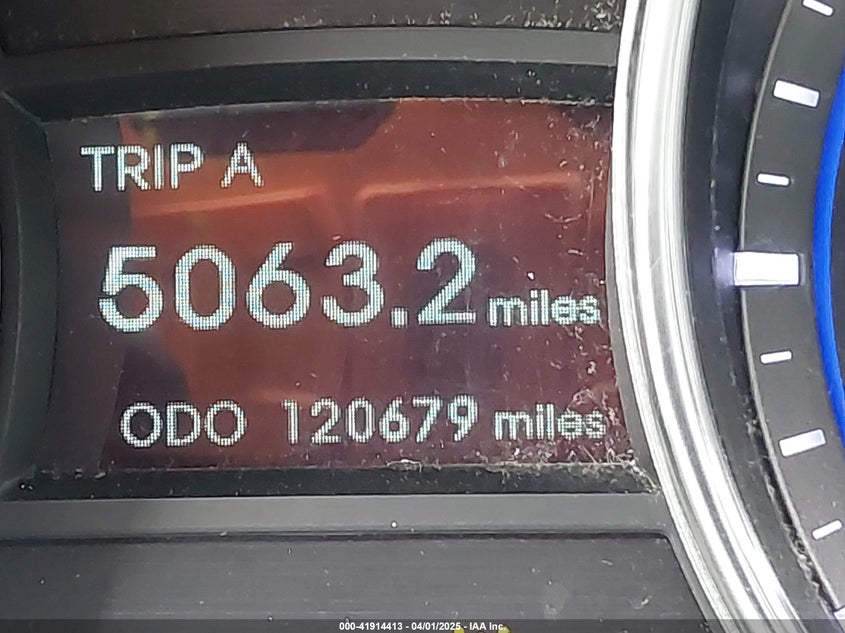 TRIP A
5063.2 miles
ODO 120679 miles
000-41914413 - 04/01/2025 - IAA Inc.